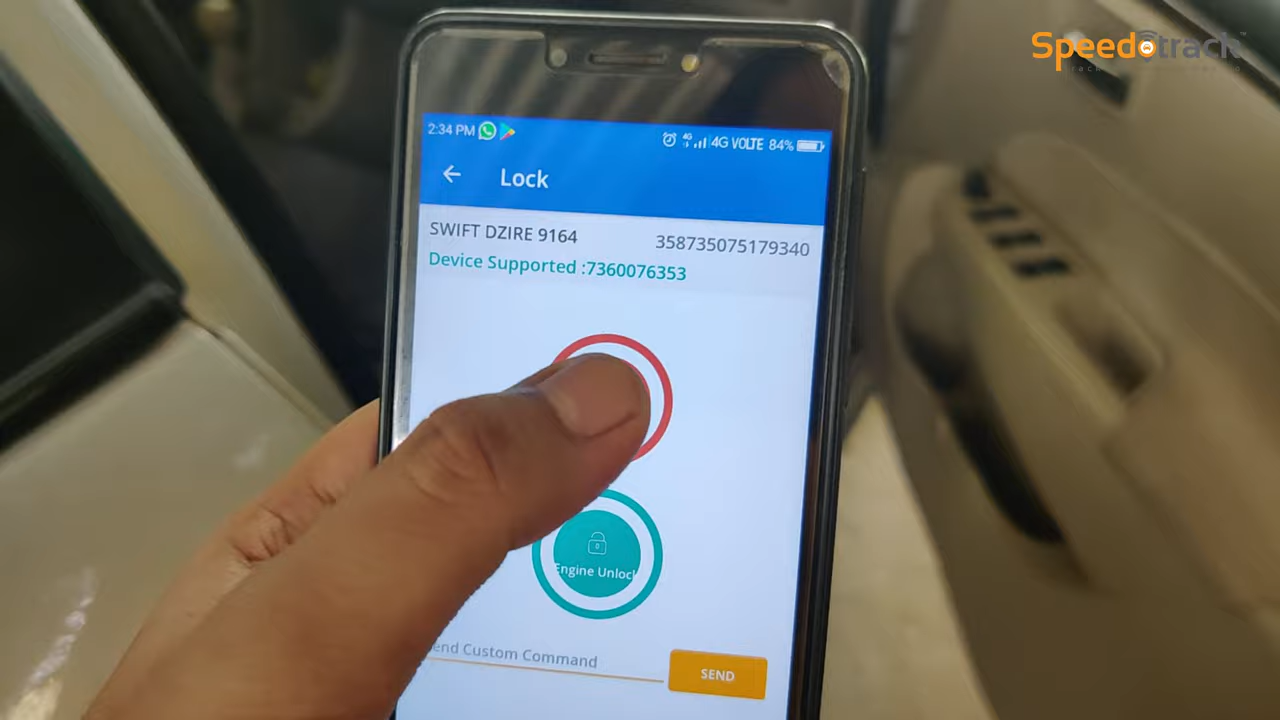 Speedotrack
2:34 PM
4G 4G VOLTE 84%
Lock
SWIFT DZIRE 9164
358735075179340
Device Supported :7360076353
Engine Unlock
end Custom Command
SEND